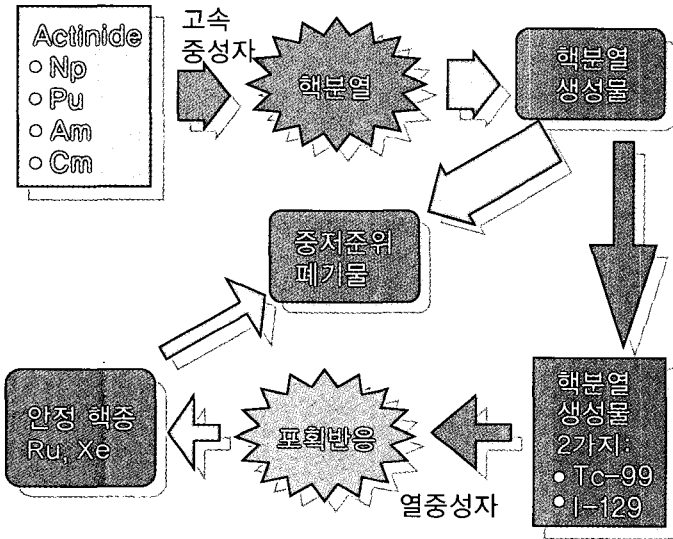 Actinide
○ Np
○ Pu
○ Am
○ Cm
고속
중성자
핵분열
핵분열
생성물
중저준위
폐기물
핵분열
생성물
2가지:
● Tc-99
● I-129
열중성자
포획반응
안정 핵종
Ru, Xe